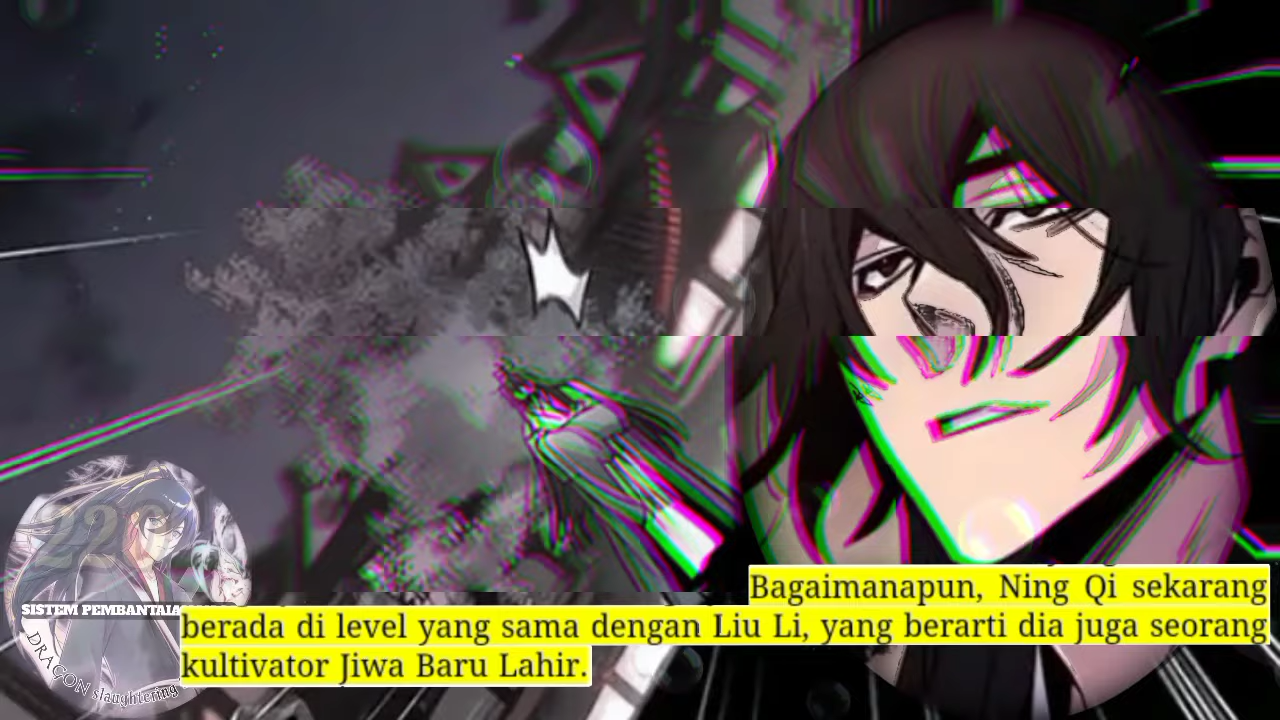 SISTEM PEMBANTAIA
DRAGON slaughtering
Bagaimanapun, Ning Qi sekarang
berada di level yang sama dengan Liu Li, yang berarti dia juga seorang
kultivator Jiwa Baru Lahir.